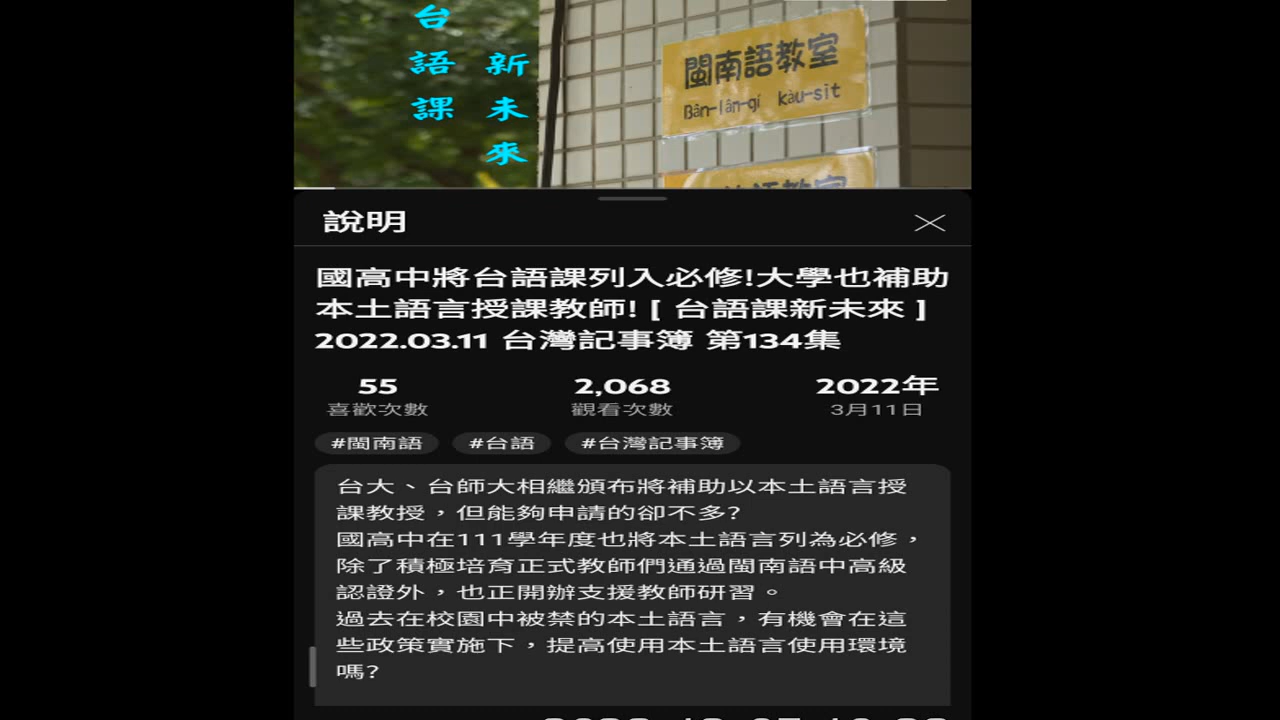 台語課
新未來
閩南語教室
Bân-lâm-gí kàu-sit
說明
國高中將台語課列入必修!大學也補助
本土語言授課教師! [ 台語課新未來 ]
2022.03.11 台灣記事簿 第134集
55
2,068
2022年
喜歡次數
觀看次數
3月11日
#閩南語
#台語
#台灣記事簿
台大、台師大相繼頒布將補助以本土語言授
課教授，但能夠申請的卻不多?
國高中在111學年度也將本土語言列為必修，
除了積極培育正式教師們通過閩南語中高級
認證外，也正開辦支援教師研習。
過去在校園中被禁的本土語言，有機會在這
些政策實施下，提高使用本土語言使用環境
嗎?